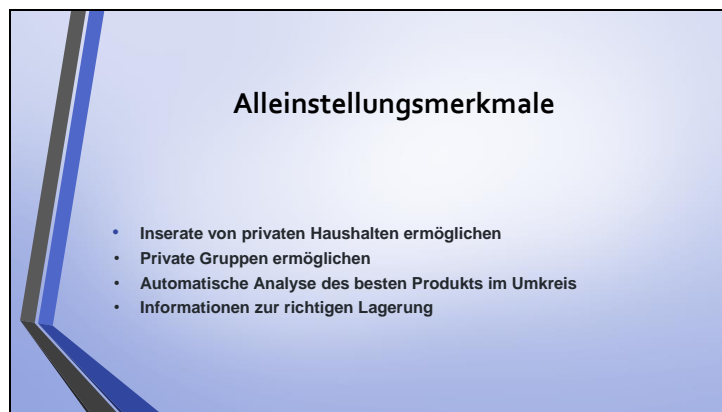 Alleinstellungsmerkmale
• Inserate von privaten Haushalten ermöglichen
• Private Gruppen ermöglichen
• Automatische Analyse des besten Produkts im Umkreis
• Informationen zur richtigen Lagerung